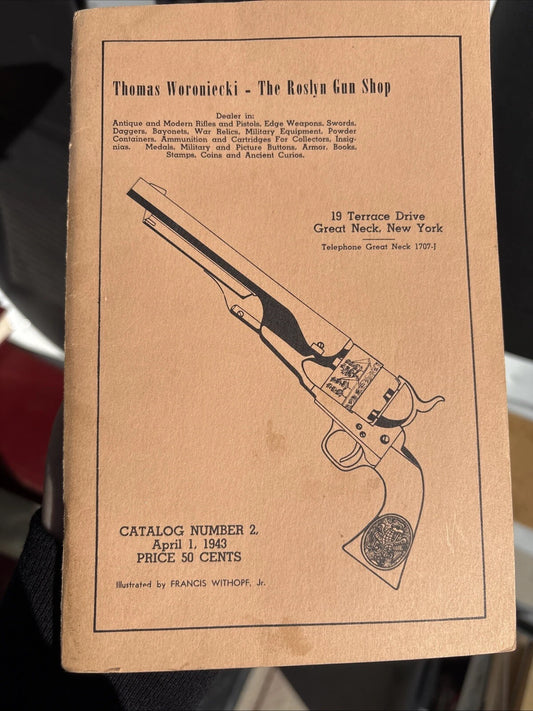 Thomas Woroniecki - The Roslyn Gun Shop
Dealer in:
Antique and Modern Rifles and Pistols, Edge Weapons, Swords,
Daggers, Bayonets, War Relics, Military Equipment, Powder
Containers, Ammunition and Cartridges For Collectors, Insig-
nias. Medals, Military and Picture Buttons, Armor, Books,
Stamps, Coins and Ancient Curios.
19 Terrace Drive
Great Neck, New York
Telephone Great Neck 1707-J
CATALOG NUMBER 2,
April 1, 1943
PRICE 50 CENTS
Illustrated by FRANCIS WITHOPF, Jr.